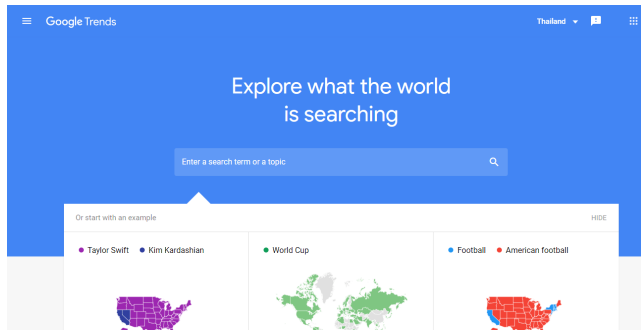 Google Trends
Thailand
Explore what the world
is searching
Enter a search term or a topic
Or start with an example
HIDE
Taylor Swift Kim Kardashian
World Cup
Football American football